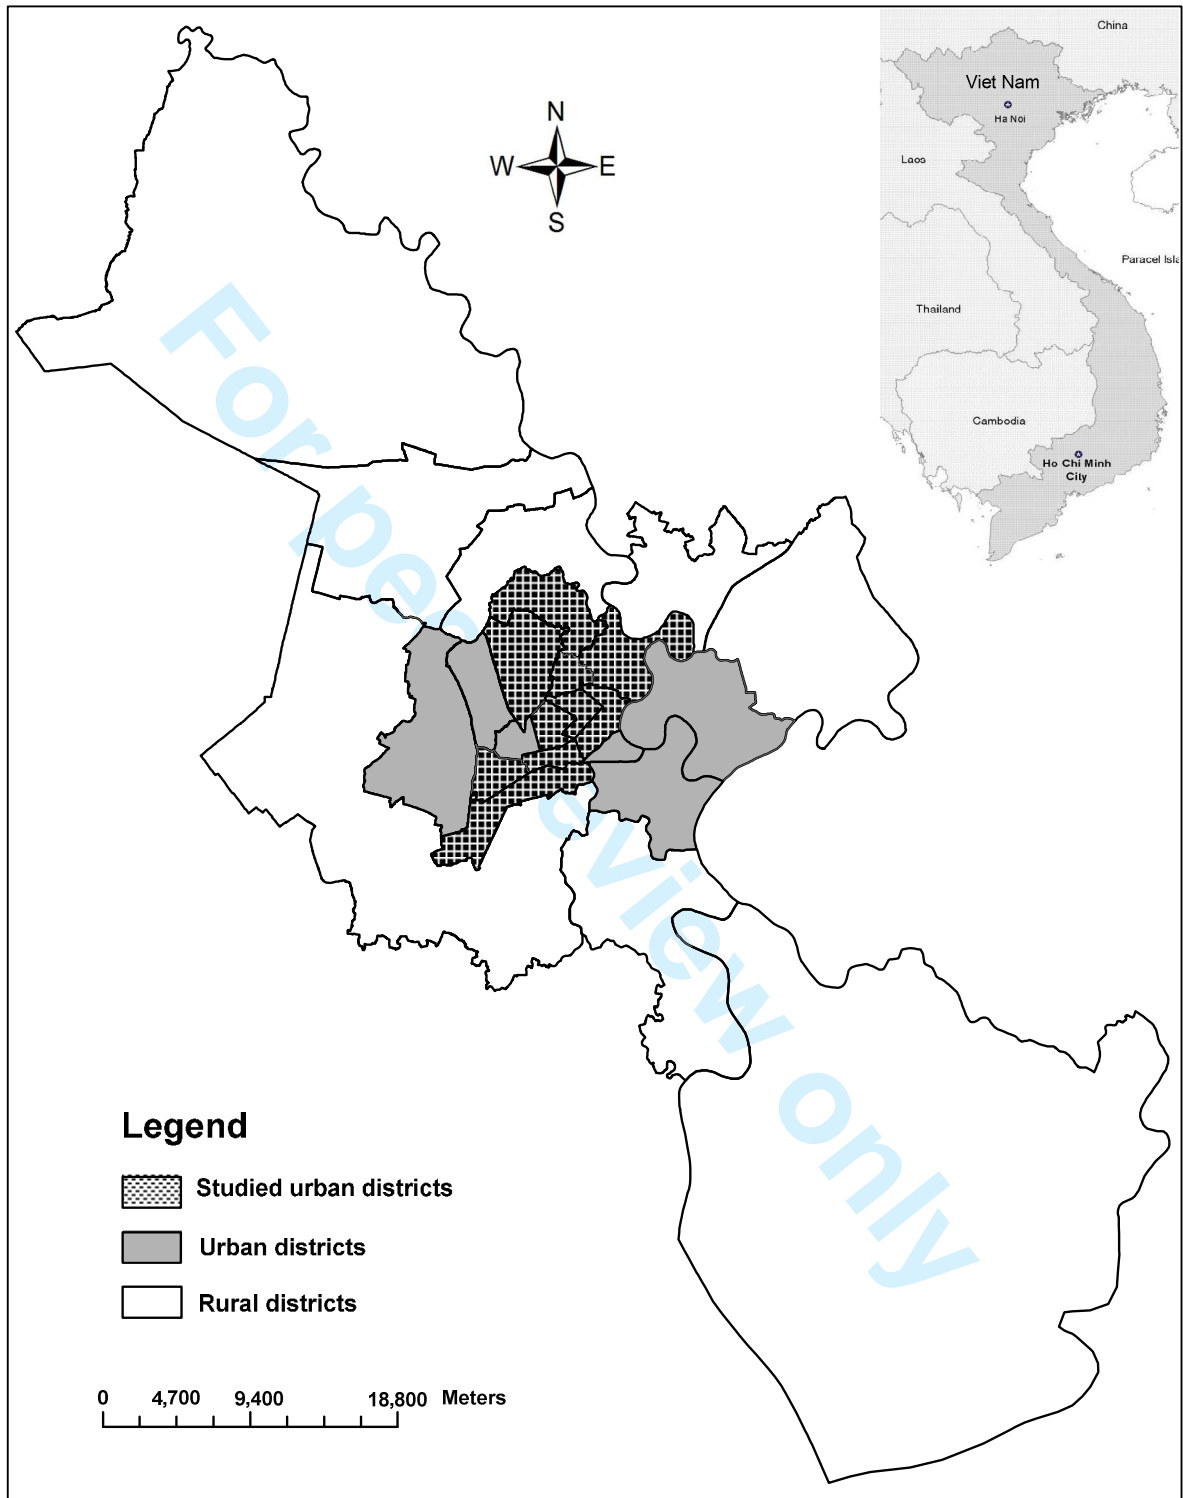 China
Viet Nam
Ha Noi
Laos
Paracel Isla
Thailand
Cambodia
Ho Chi Minh
City
N
W E
S
For peer review only
Legend
Studied urban districts
Urban districts
Rural districts
0 4,700 9,400 18,800 Meters